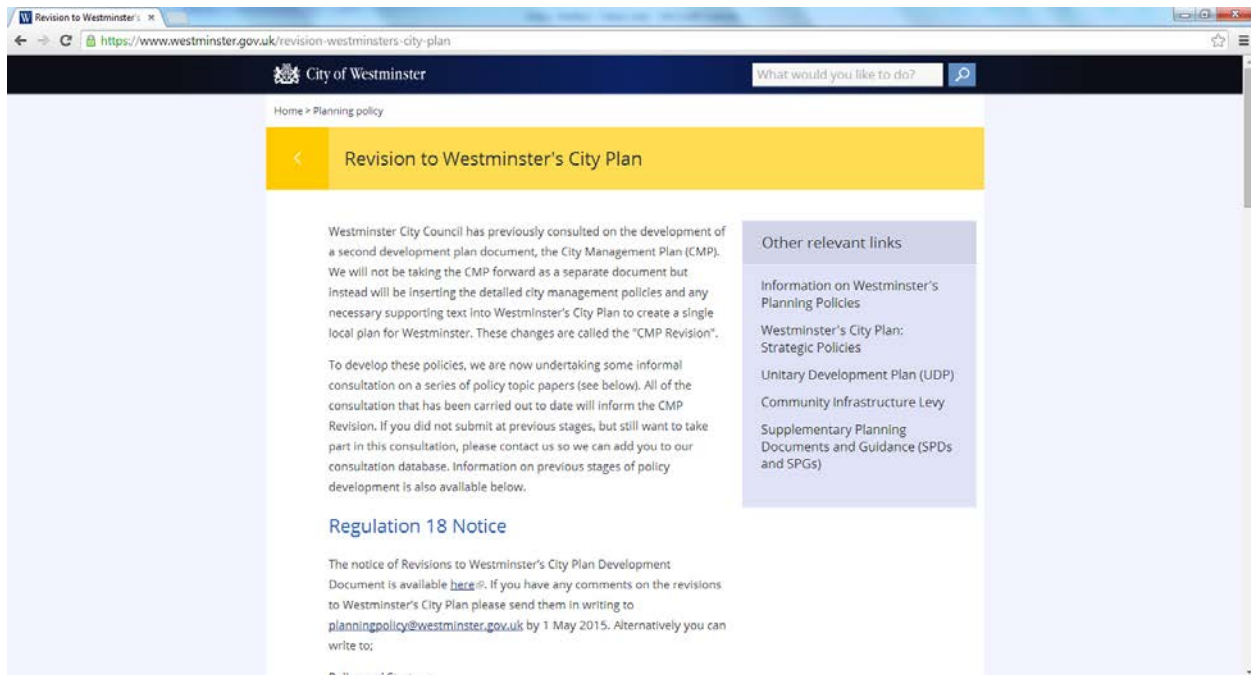 Revision to Westminster's
https://www.westminster.gov.uk/revision-westminsters-city-plan
City of Westminster
What would you like to do?
Home > Planning policy
Revision to Westminster's City Plan
Westminster City Council has previously consulted on the development of
a second development plan document, the City Management Plan (CMP).
We will not be taking the CMP forward as a separate document but
instead will be inserting the detailed city management policies and any
necessary supporting text into Westminster's City Plan to create a single
local plan for Westminster. These changes are called the "CMP Revision".
To develop these policies, we are now undertaking some informal
consultation on a series of policy topic papers (see below). All of the
consultation that has been carried out to date will inform the CMP
Revision. If you did not submit at previous stages, but still want to take
part in this consultation, please contact us so we can add you to our
consultation database. Information on previous stages of policy
development is also available below.
Regulation 18 Notice
The notice of Revisions to Westminster's City Plan Development
Document is available here. If you have any comments on the revisions
to Westminster's City Plan please send them in writing to
planningpolicy@westminster.gov.uk by 1 May 2015. Alternatively you can
write to;
Other relevant links
Information on Westminster's
Planning Policies
Westminster's City Plan:
Strategic Policies
Unitary Development Plan (UDP)
Community Infrastructure Levy
Supplementary Planning
Documents and Guidance (SPDs
and SPGs)